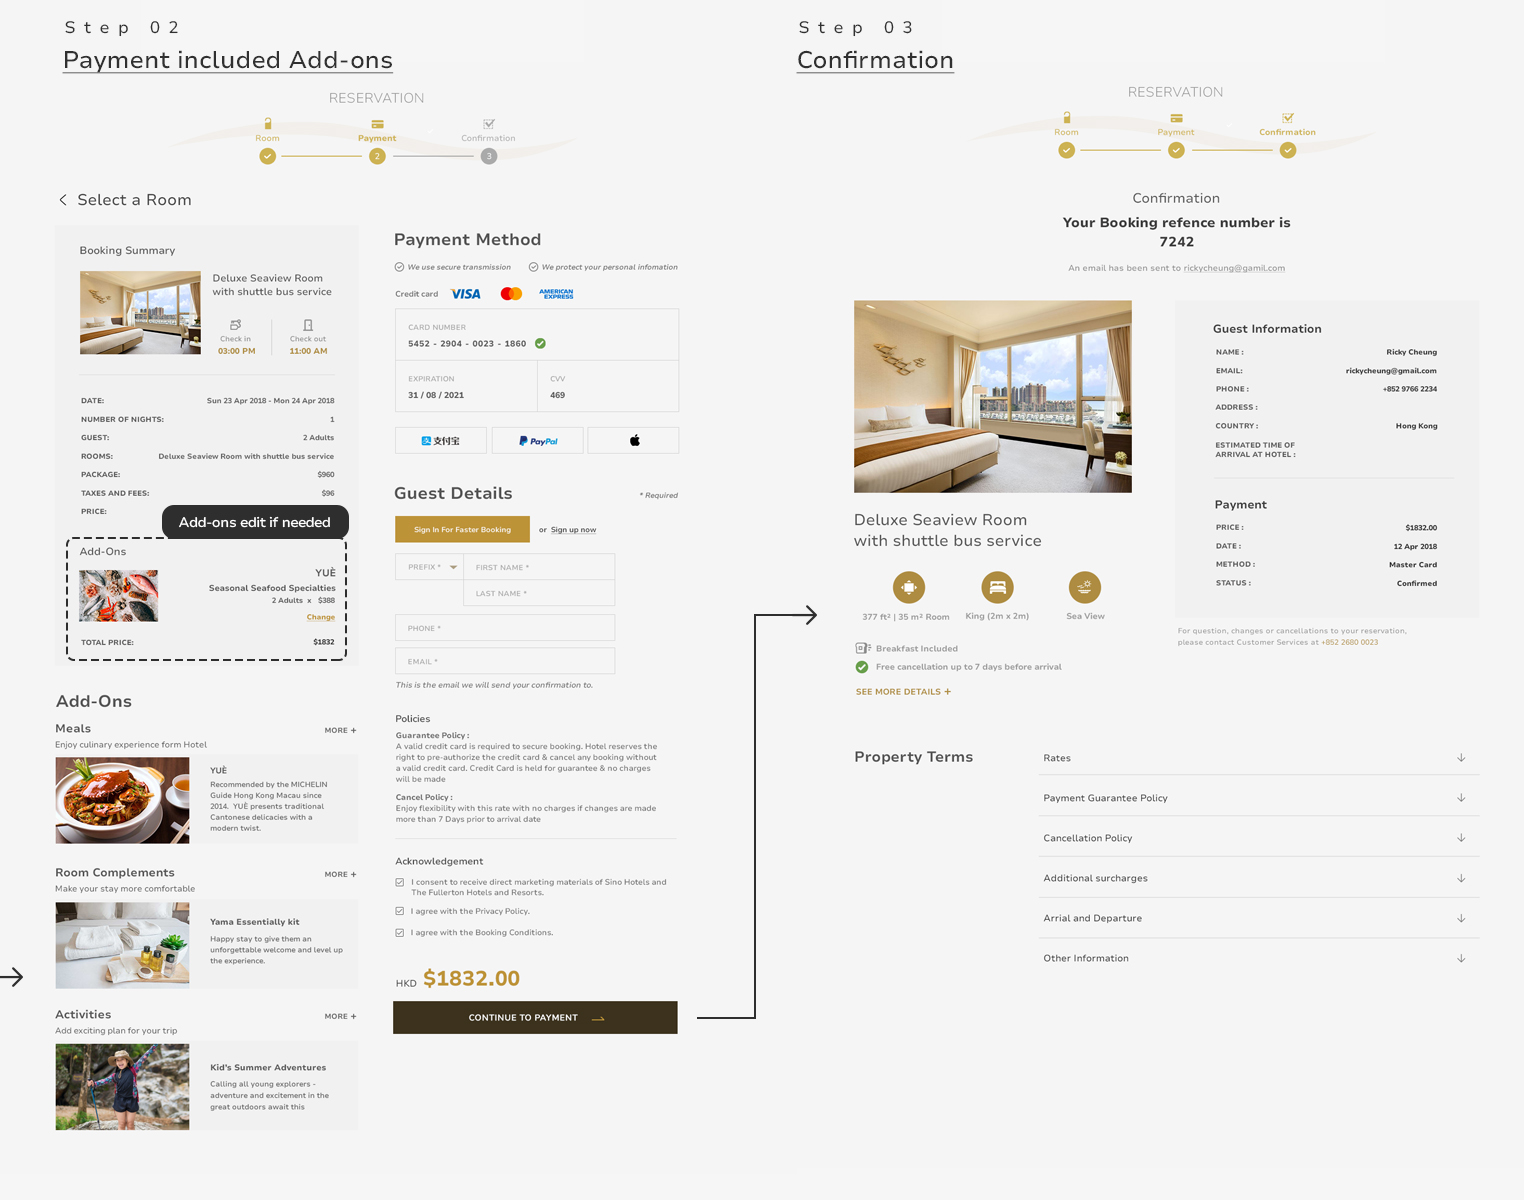 Step 02
Payment included Add-ons
RESERVATION
Room
Payment
Confirmation
2
3
Select a Room
Booking Summary
Deluxe Seaview Room
with shuttle bus service
Check in
03:00 PM
Check out
11:00 AM
DATE: Sun 23 Apr 2018 - Mon 24 Apr 2018
NUMBER OF NIGHTS: 1
GUEST: 2 Adults
ROOMS: Deluxe Seaview Room with shuttle bus service
PACKAGE: $960
TAXES AND FEES: $96
PRICE:
Add-ons edit if needed
Add-Ons
YUÈ
Seasonal Seafood Specialties
2 Adults x $388
Change
TOTAL PRICE: $1832
Add-Ons
Meals
MORE +
Enjoy culinary experience form Hotel
YUÈ
Recommended by the MICHELIN
Guide Hong Kong Macau since
2014. YUÈ presents traditional
Cantonese delicacies with a
modern twist.
Room Complements
MORE +
Make your stay more comfortable
Yama Essentially kit
Happy stay to give them an
unforgettable welcome and level up
the experience.
Activities
MORE +
Add exciting plan for your trip
Kid's Summer Adventures
Calling all young explorers -
adventure and excitement in the
great outdoors await this
Payment Method
We use secure transmission
We protect your personal infomation
Credit card
VISA
AMERICAN
EXPRESS
CARD NUMBER
5452 - 2904 - 0023 - 1860
EXPIRATION
31 / 08 / 2021
CVV
469
支付宝
PayPal
Guest Details
* Required
Sign In For Faster Booking
or Sign up now
PREFIX *
FIRST NAME *
LAST NAME *
PHONE *
EMAIL *
This is the email we will send your confirmation to.
Policies
Guarantee Policy :
A valid credit card is required to secure booking. Hotel reserves the
right to pre-authorize the credit card & cancel any booking without
a valid credit card. Credit Card is held for guarantee & no charges
will be made
Cancel Policy :
Enjoy flexibility with this rate with no charges if changes are made
more than 7 Days prior to arrival date
Acknowledgement
I consent to receive direct marketing materials of Sino Hotels and
The Fullerton Hotels and Resorts.
I agree with the Privacy Policy.
I agree with the Booking Conditions.
HKD $1832.00
CONTINUE TO PAYMENT
Step 03
Confirmation
RESERVATION
Room
Payment
Confirmation
Confirmation
Your Booking refence number is
7242
An email has been sent to rickycheung@gamil.com
Deluxe Seaview Room
with shuttle bus service
377 ft² | 35 m² Room
King (2m x 2m)
Sea View
Breakfast Included
Free cancellation up to 7 days before arrival
SEE MORE DETAILS +
Guest Information
NAME : Ricky Cheung
EMAIL: rickycheung@gmail.com
PHONE : +852 9766 2234
ADDRESS :
COUNTRY : Hong Kong
ESTIMATED TIME OF
ARRIVAL AT HOTEL :
Payment
PRICE : $1832.00
DATE : 12 Apr 2018
METHOD : Master Card
STATUS : Confirmed
For question, changes or cancellations to your reservation,
please contact Customer Services at +852 2680 0023
Property Terms
Rates
Payment Guarantee Policy
Cancellation Policy
Additional surcharges
Arrial and Departure
Other Information